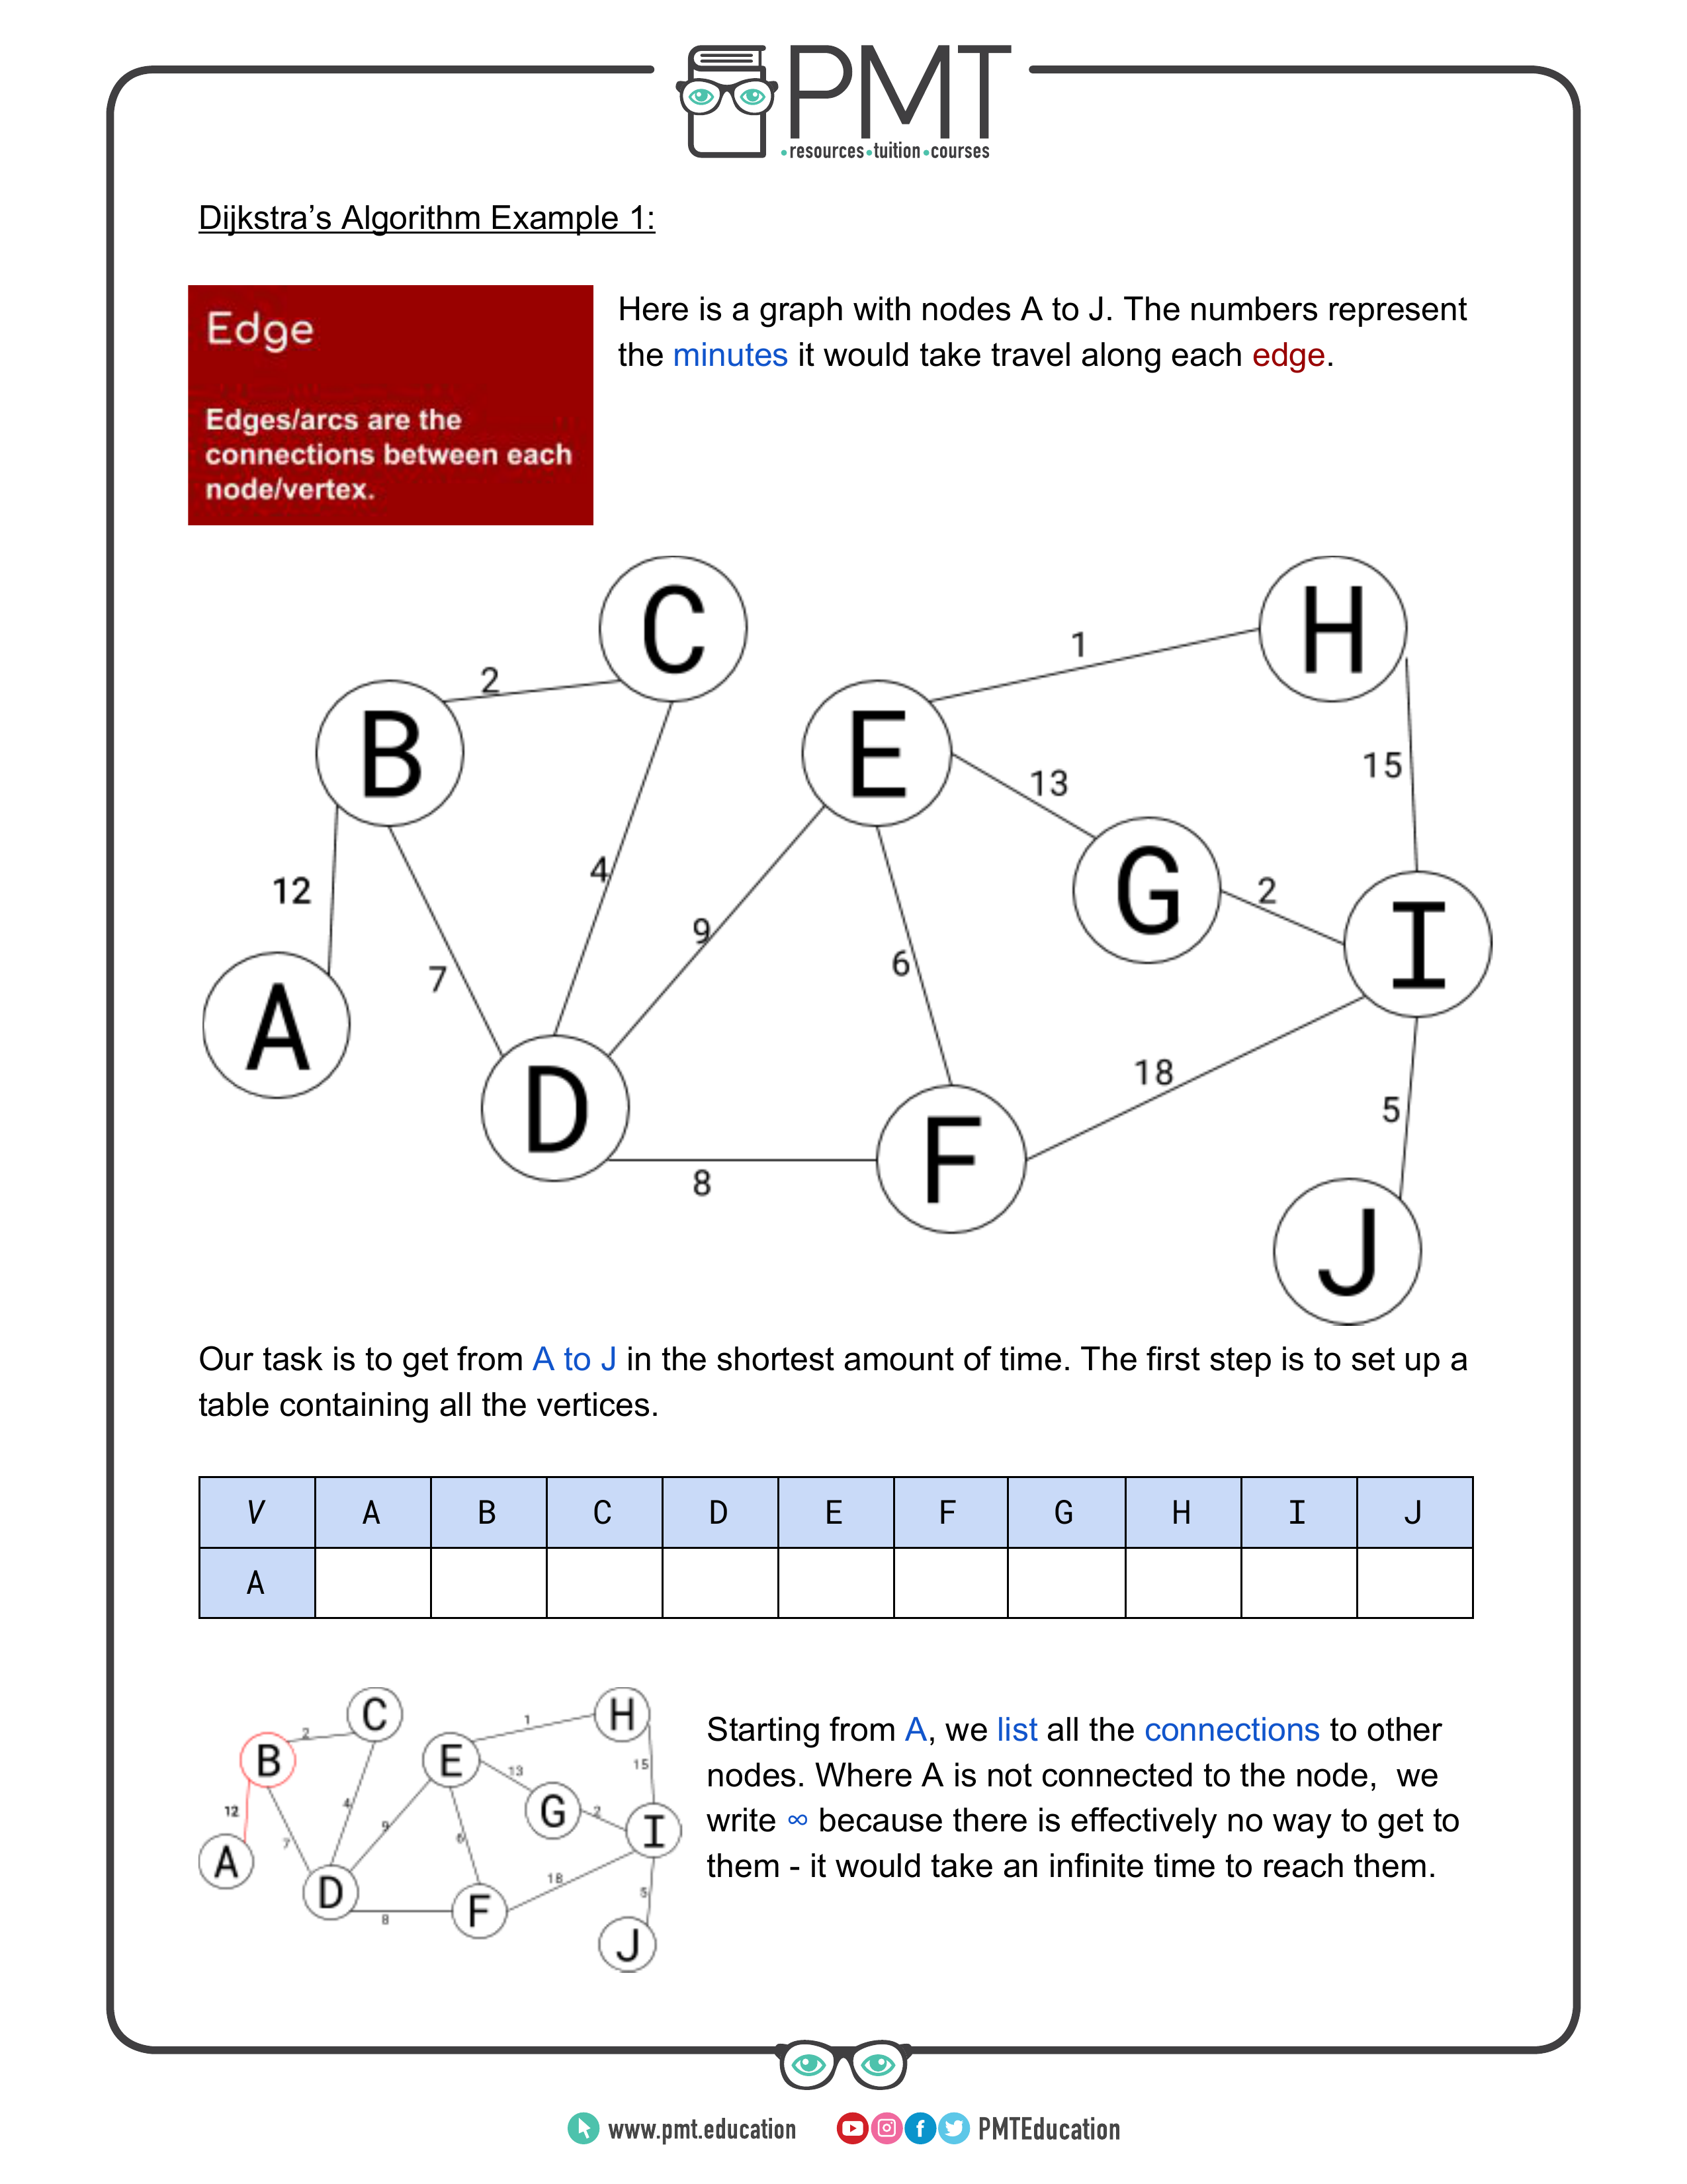 PMT
•resources•tuition•courses
Dijkstra’s Algorithm Example 1:
Edge
Edges/arcs are the
connections between each
node/vertex.
Here is a graph with nodes A to J. The numbers represent
the minutes it would take travel along each edge.
C
H
1
2
B
E
13
15
4
12
G
2
9
I
6
7
A
18
D
F
5
8
J
Our task is to get from A to J in the shortest amount of time. The first step is to set up a
table containing all the vertices.
V A B C D E F G H I J
A
C
H
1
2
B
E
13
15
4
12
G
2
9
I
6
7
A
18
D
F
5
8
J
Starting from A, we list all the connections to other
nodes. Where A is not connected to the node,  we
write ∞ because there is effectively no way to get to
them - it would take an infinite time to reach them.
www.pmt.education
PMTEducation